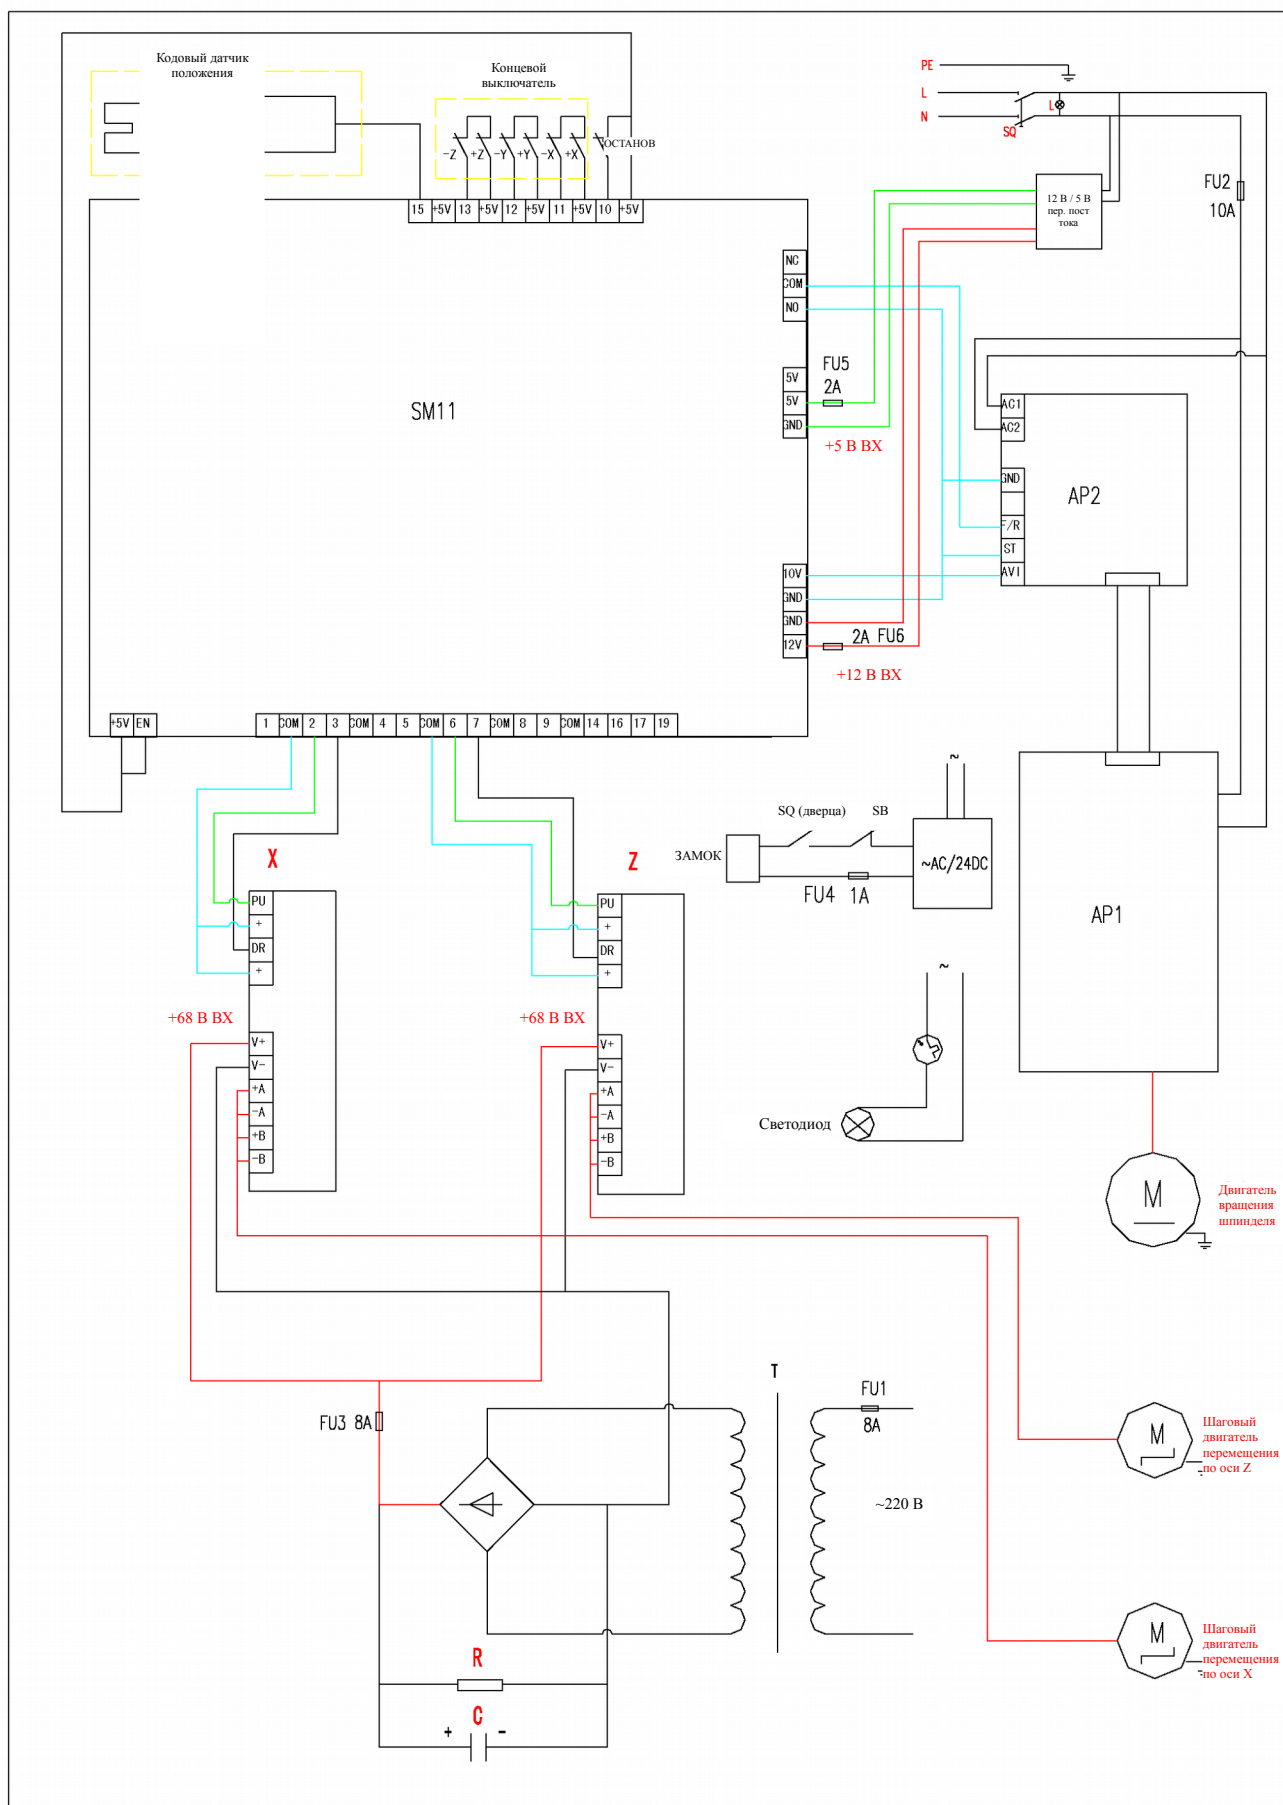 Кодовый датчик
положения
Концевой
выключатель
-Z
+Z
-Y
+Y
-X
+X
ОСТАНОВ
15
+5V
13
+5V
12
+5V
11
+5V
10
+5V
PE
L
N
SQ
L
12 В / 5 В
пер. пост
тока
FU2
10A
NC
COM
NO
SM11
5V
5V
GND
FU5
2A
+5 В ВХ
AC1
AC2
GND
F/R
ST
AVI
AP2
10V
GND
GND
12V
2A FU6
+12 В ВХ
+5V
EN
1
COM
2
3
COM
4
5
COM
6
7
COM
8
9
COM
14
16
17
19
~
SQ (дверца)
SB
ЗАМОК
FU4 1A
~AC/24DC
AP1
X
PU
+
DR
+
+68 В ВХ
V+
V-
+A
-A
+B
-B
Z
PU
+
DR
+
+68 В ВХ
V+
V-
+A
-A
+B
-B
~
Светодиод
M
Двигатель
вращения
шпинделя
T
FU3 8A
FU1
8A
~220 В
M
Шаговый
двигатель
перемещения
по оси Z
M
Шаговый
двигатель
перемещения
по оси X
R
C
+
-